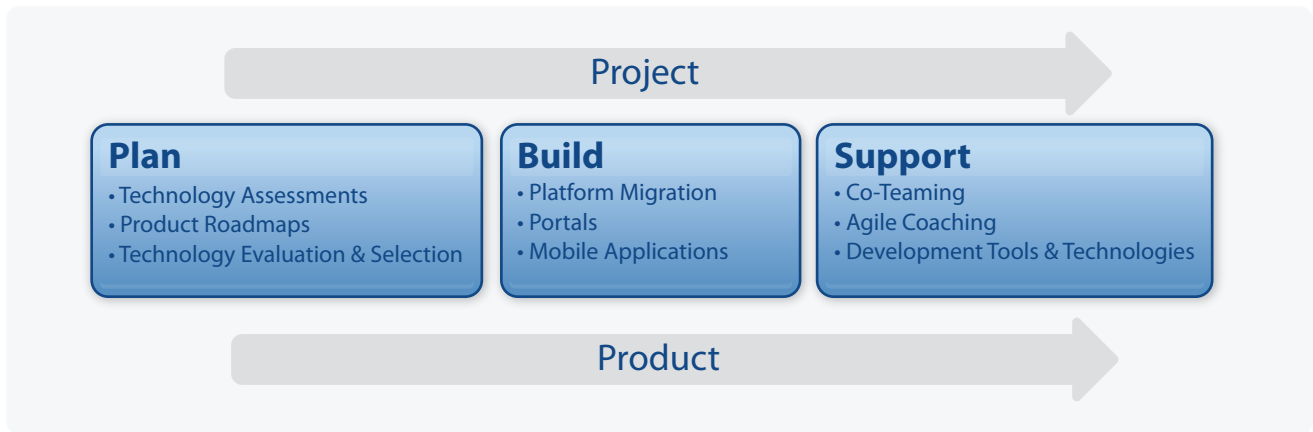 Project
Plan
• Technology Assessments
• Product Roadmaps
• Technology Evaluation & Selection
Build
• Platform Migration
• Portals
• Mobile Applications
Support
• Co-Teaming
• Agile Coaching
• Development Tools & Technologies
Product